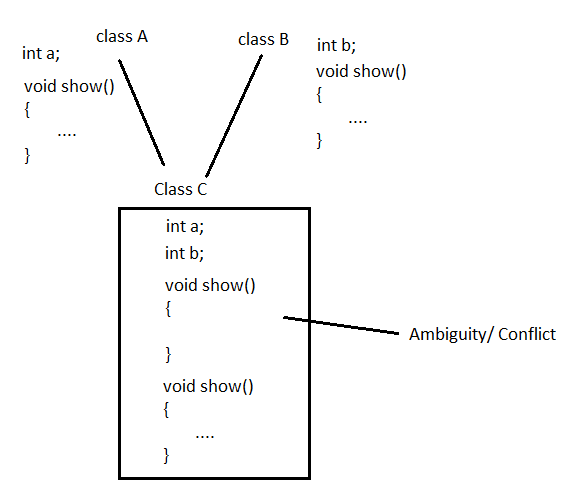 class A
int a;
void show()
{
....
}
class B
int b;
void show()
{
....
}
Class C
int a;
int b;
void show()
{
}
void show()
{
....
}
Ambiguity/ Conflict